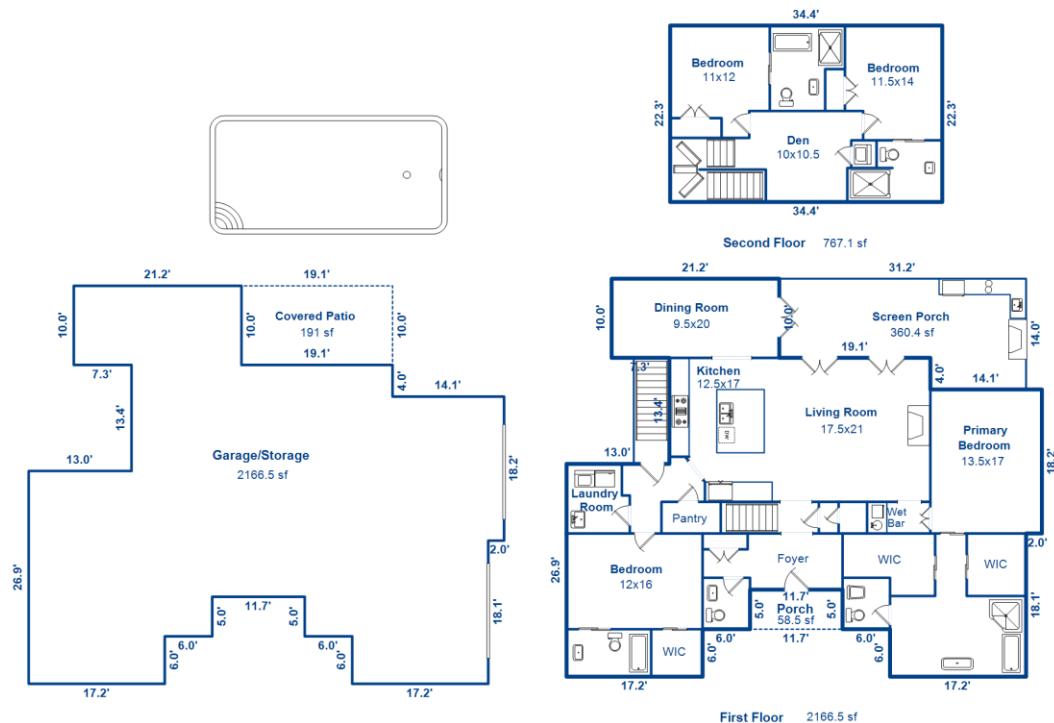 34.4'
Bedroom
11x12
Bedroom
11.5x14
22.3'
22.3'
Den
10x10.5
34.4'
Second Floor 767.1 sf
21.2'
19.1'
10.0'
10.0'
Covered Patio
191 sf
10.0'
7.3'
19.1'
4.0'
14.1'
13.4'
13.0'
Garage/Storage
2166.5 sf
18.2'
2.0'
26.9'
11.7'
5.0'
5.0'
18.1'
6.0'
6.0'
6.0'
6.0'
17.2'
17.2'
21.2'
31.2'
10.0'
Dining Room
9.5x20
10.0'
Screen Porch
360.4 sf
14.0'
19.1'
7.3'
Kitchen
12.5x17
4.0'
14.1'
13.4'
DW
Living Room
17.5x21
Primary
Bedroom
13.5x17
18.2'
13.0'
Laundry
Room
Pantry
Wet
Bar
2.0'
26.9'
Bedroom
12x16
Foyer
WIC
WIC
11.7'
5.0'
Porch
58.5 sf
5.0'
18.1'
6.0'
11.7'
6.0'
6.0'
WIC
6.0'
17.2'
17.2'
First Floor 2166.5 sf